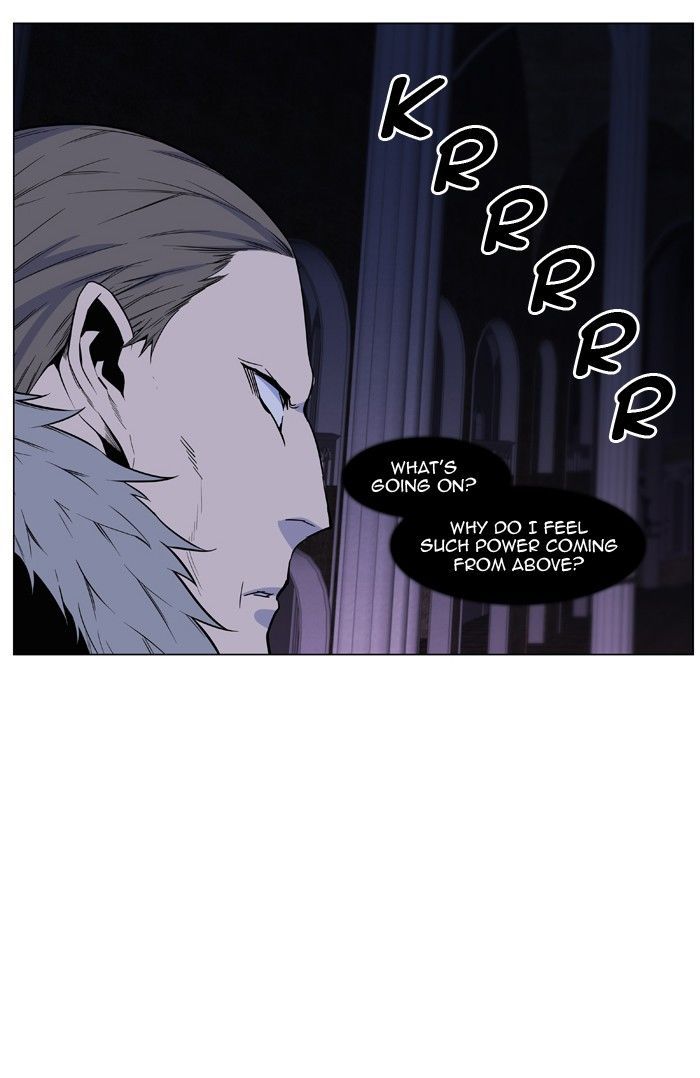 KRRRRR
WHAT'S
GOING ON?
WHY DO I FEEL
SUCH POWER COMING
FROM ABOVE?